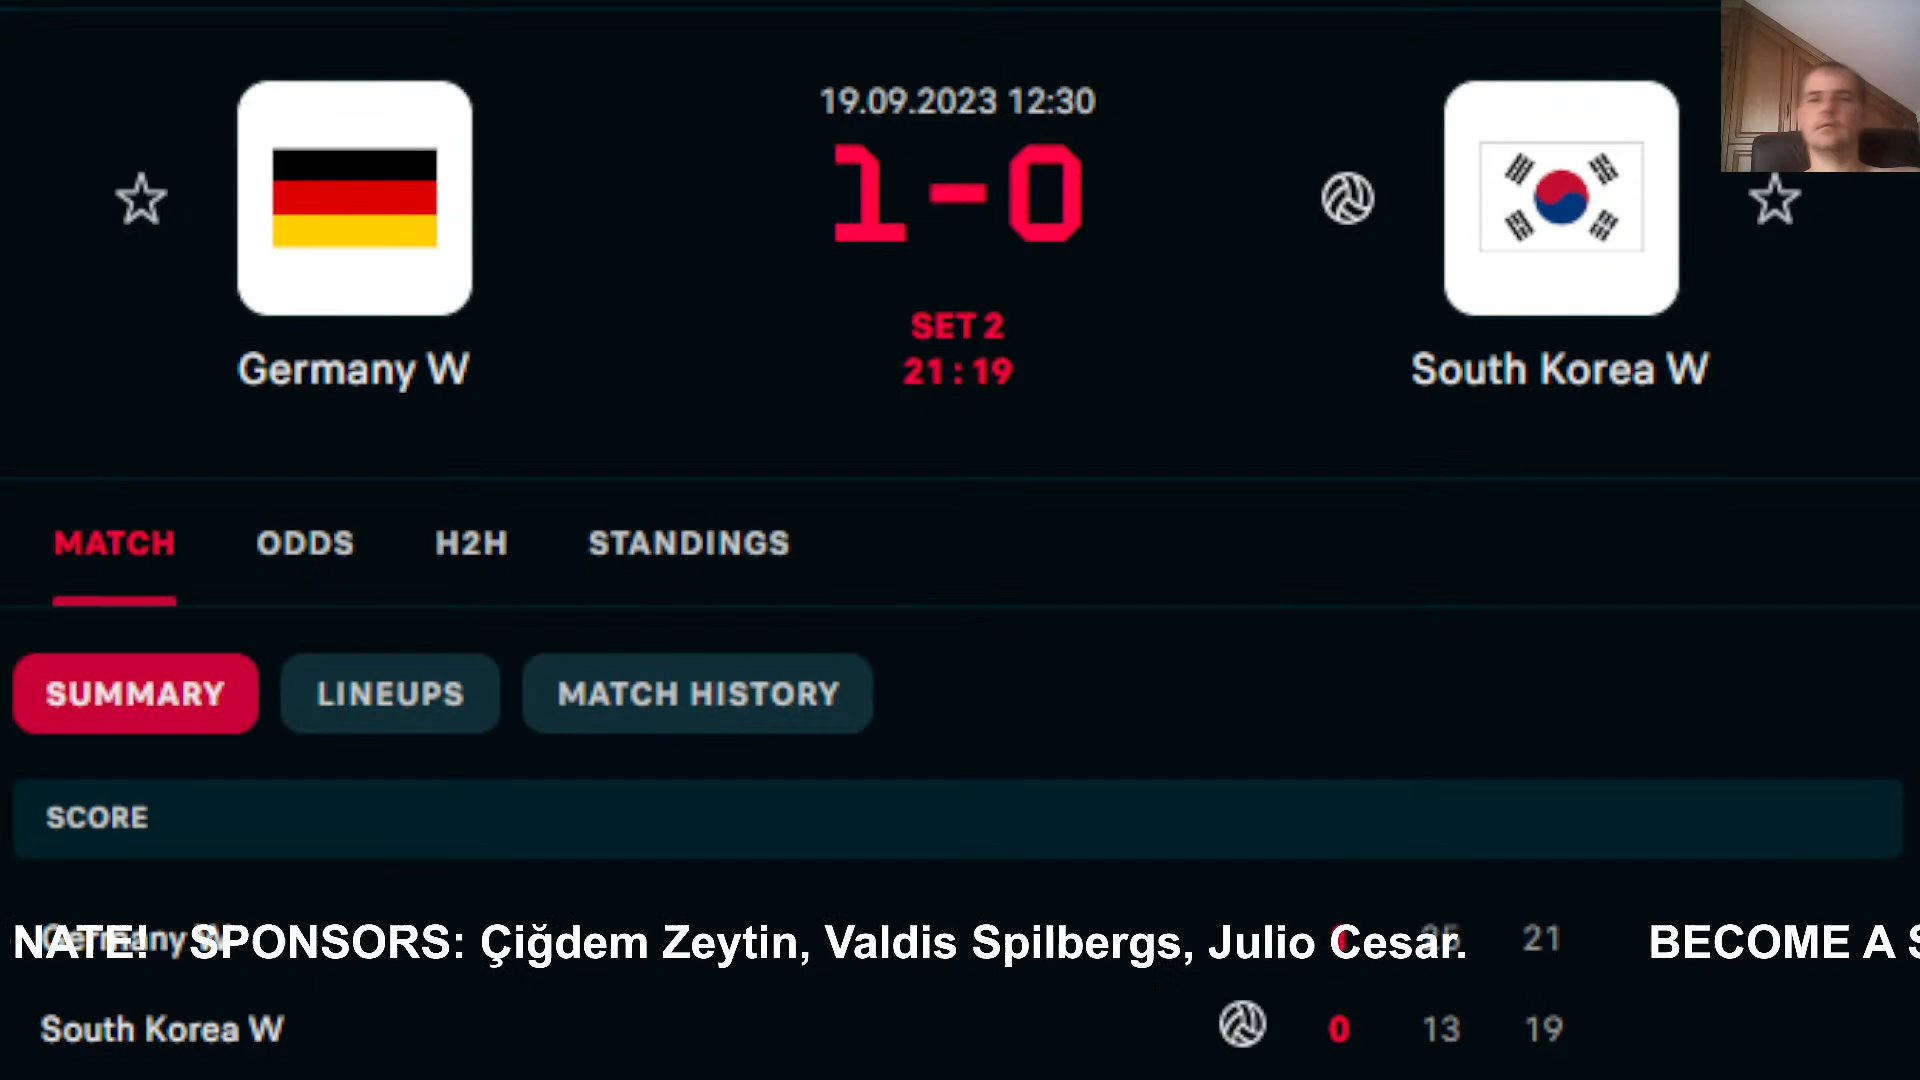 19.09.2023 12:30
1-0
SET 2
21 : 19
Germany W
South Korea W
MATCH ODDS H2H STANDINGS
SUMMARY LINEUPS MATCH HISTORY
SCORE
Germany W 25 21
NATE! SPONSORS: Çiğdem Zeytin, Valdis Spilbergs, Julio Cesar. BECOME A S
South Korea W 0 13 19